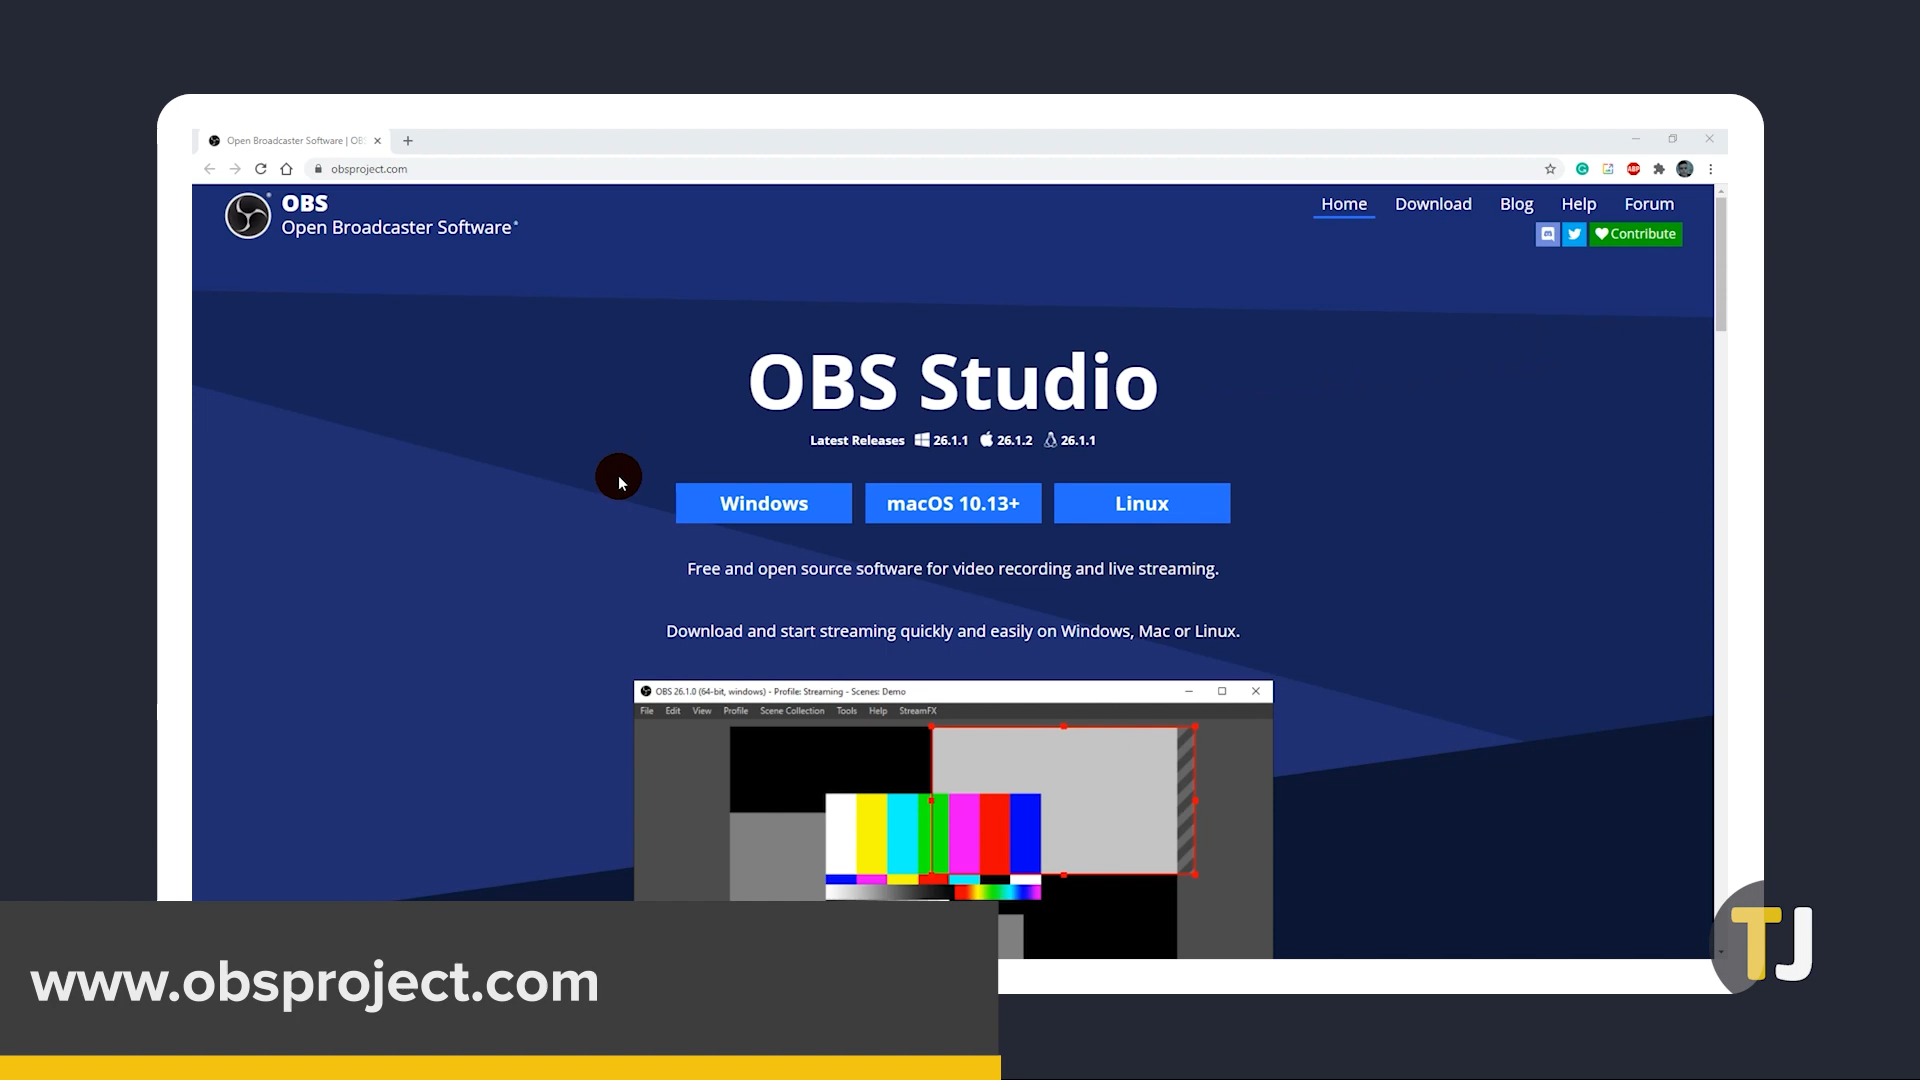 Open Broadcaster Software | OBS
obsproject.com
ABP
OBS
Open Broadcaster Software
Home Download Blog Help Forum
Contribute
OBS Studio
Latest Releases 26.1.1 26.1.2 26.1.1
Windows macOS 10.13+ Linux
Free and open source software for video recording and live streaming.
Download and start streaming quickly and easily on Windows, Mac or Linux.
OBS 26.1.0 (64-bit, windows) - Profile: Streaming - Scenes: Demo
File Edit View Profile Scene Collection Tools Help StreamFX
www.obsproject.com
TJ